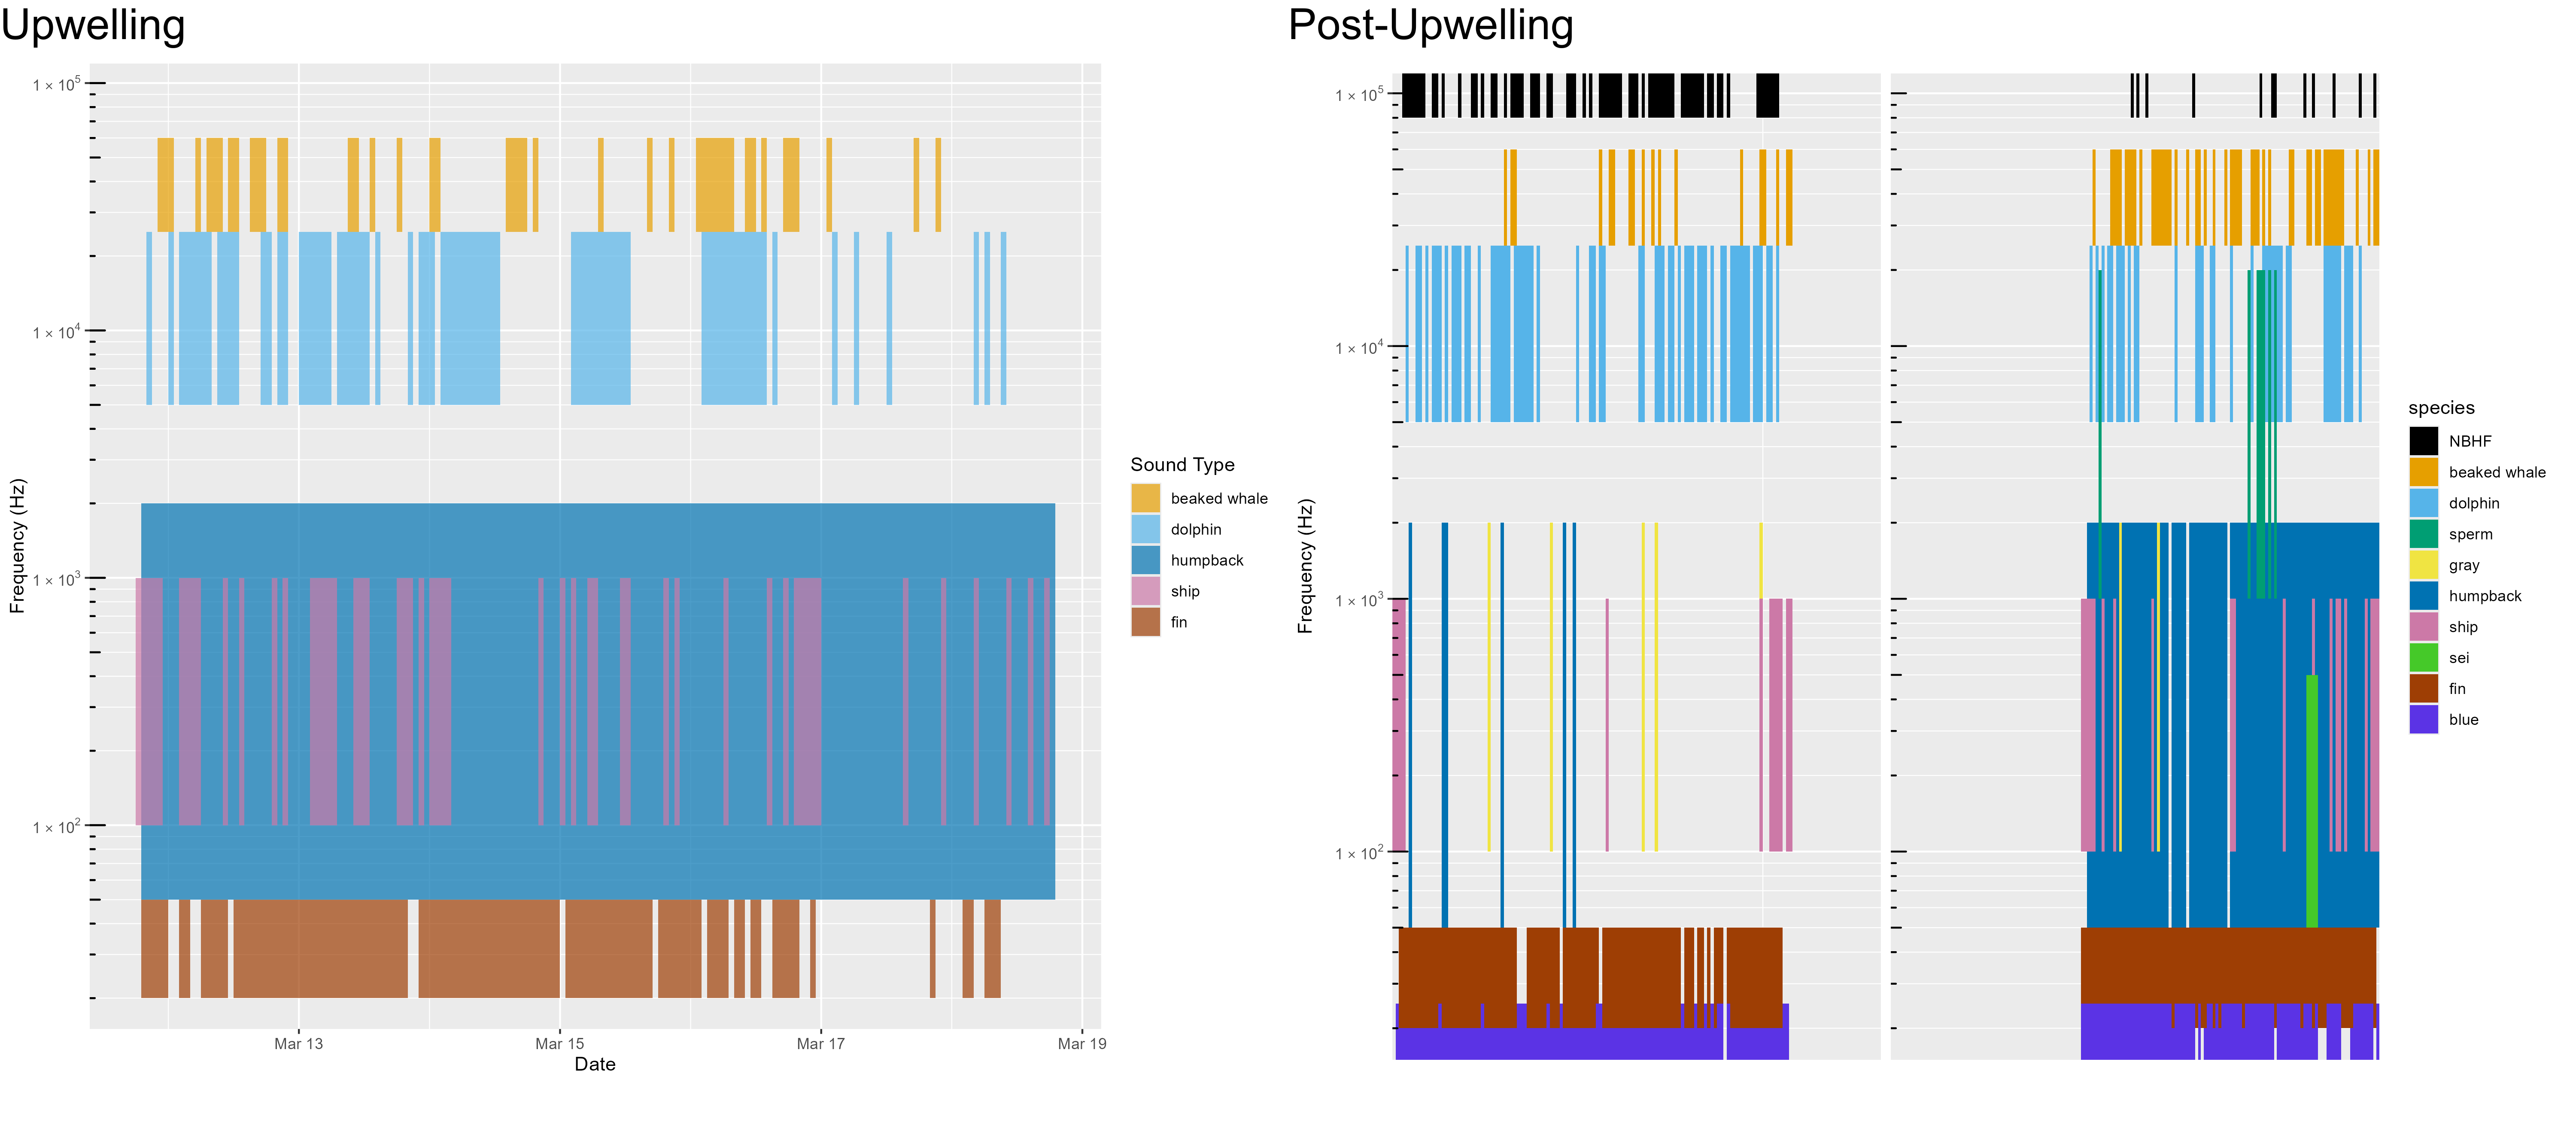 Upwelling
1 × 10⁵
1 × 10⁴
1 × 10³
1 × 10²
Frequency (Hz)
Mar 13
Mar 15
Mar 17
Mar 19
Date
Sound Type
beaked whale
dolphin
humpback
ship
fin
Post-Upwelling
1 × 10⁵
1 × 10⁴
1 × 10³
1 × 10²
Frequency (Hz)
species
NBHF
beaked whale
dolphin
sperm
gray
humpback
ship
sei
fin
blue